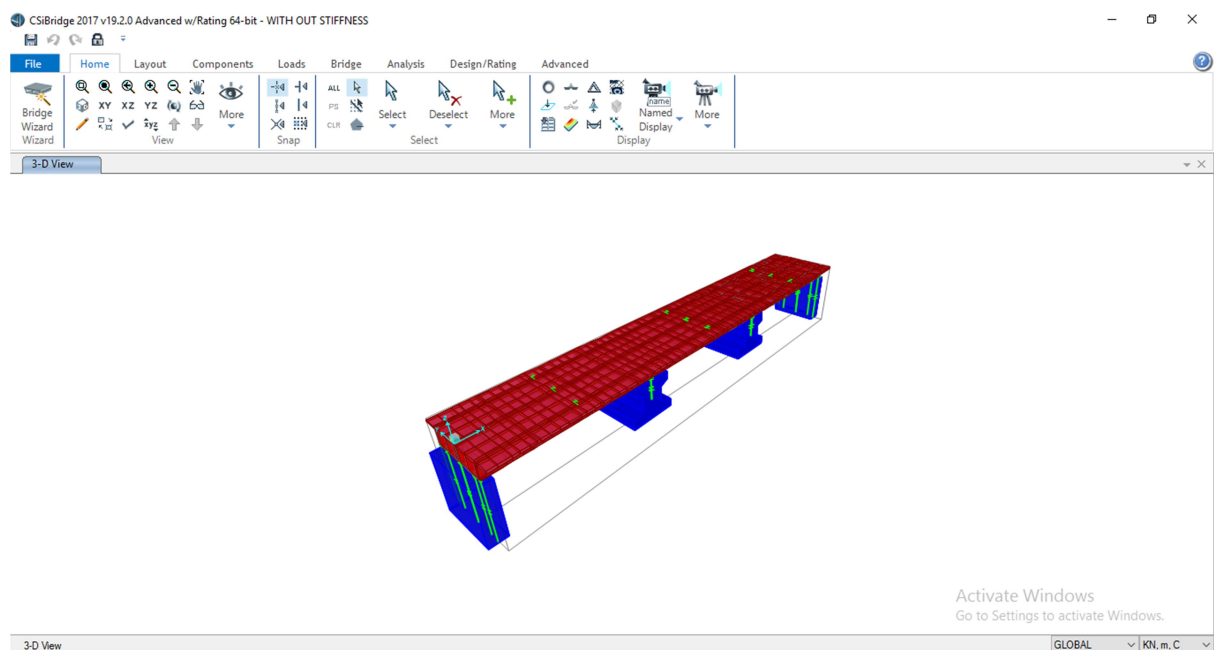 CSiBridge 2017 v19.2.0 Advanced w/Rating 64-bit - WITH OUT STIFFNESS
File Home Layout Components Loads Bridge Analysis Design/Rating Advanced
Bridge Wizard
XY XZ YZ
xyz
More
ALL
PS
CLR
Select
Deselect
More
name
Named Display
More
Wizard View Snap Select Display
3-D View
Z
X
Activate Windows
Go to Settings to activate Windows.
3-D View GLOBAL KN, m, C